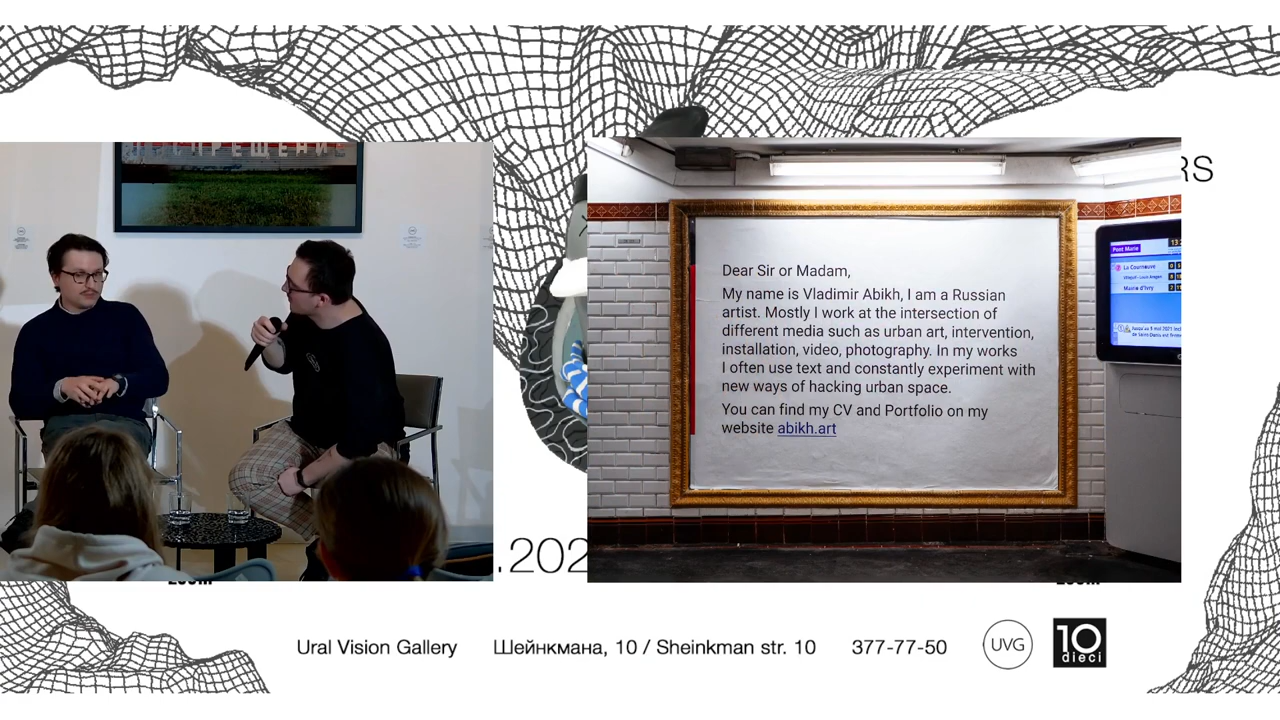 RS
Dear Sir or Madam,
My name is Vladimir Abikh, I am a Russian
artist. Mostly I work at the intersection of
different media such as urban art, intervention,
installation, video, photography. In my works
I often use text and constantly experiment with
new ways of hacking urban space.
You can find my CV and Portfolio on my
website abikh.art
Pont Marie
La Courneuve
Mairie d'Ivry
.202
Ural Vision Gallery
Шейнкмана, 10 / Sheinkman str. 10
377-77-50
UVG
10
dieci